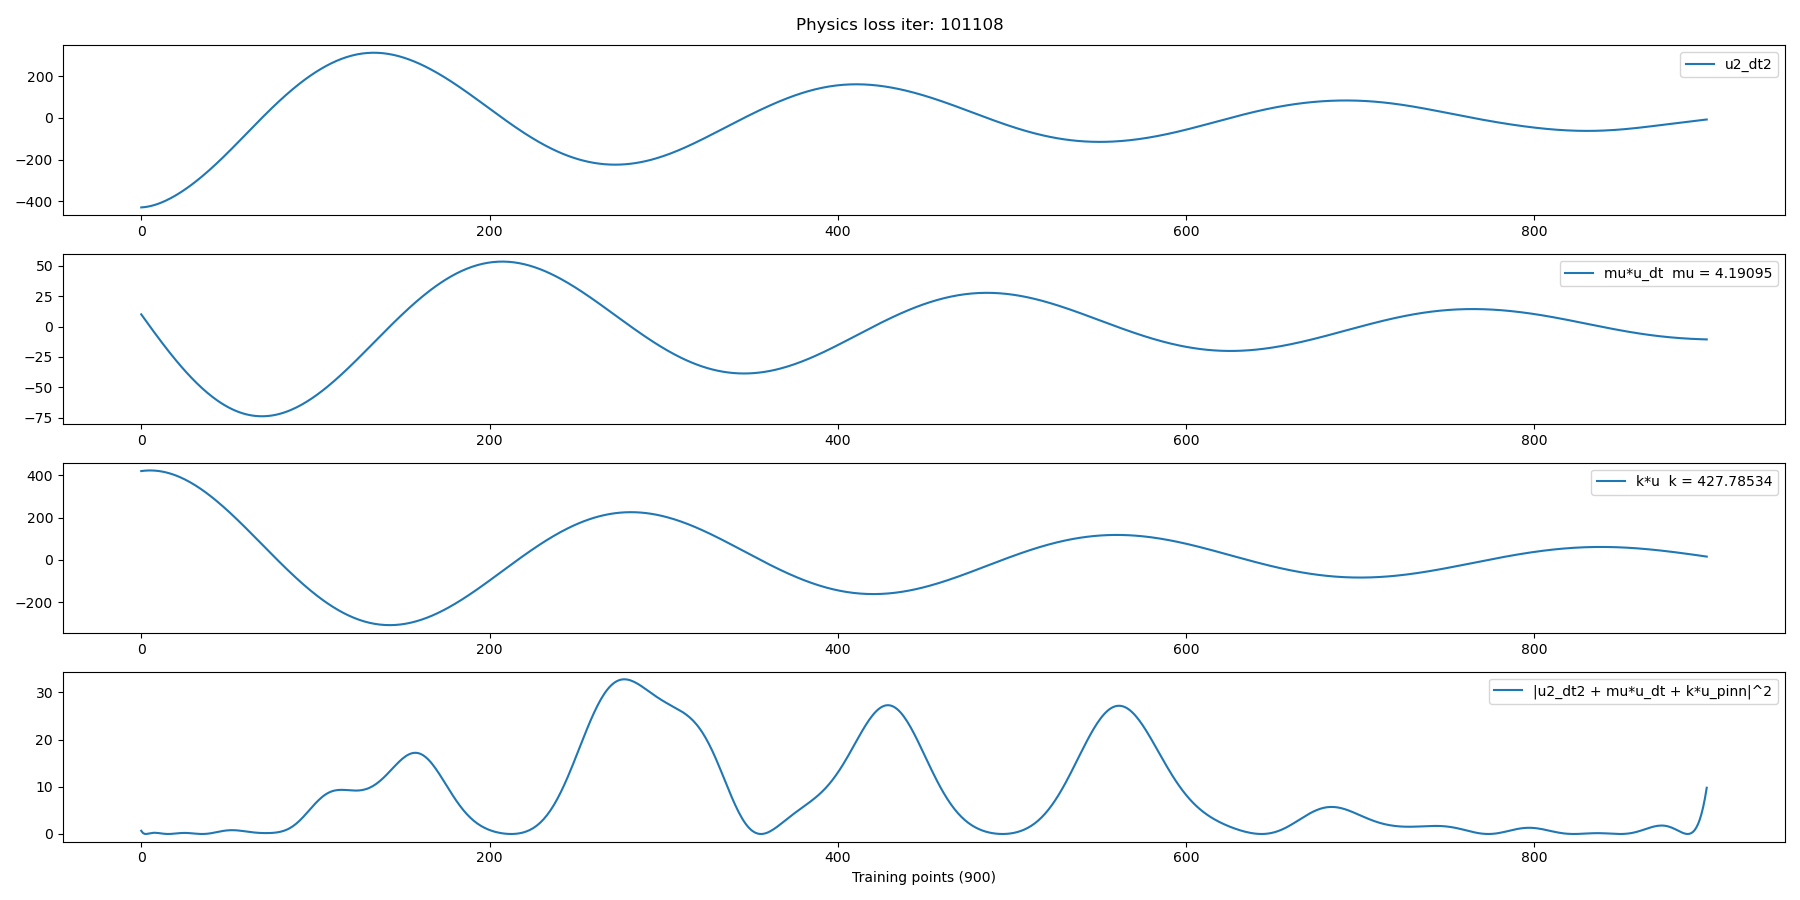 Physics loss iter: 101108
u2_dt2
200
0
−200
−400
0 200 400 600 800
mu*u_dt  mu = 4.19095
50
25
0
−25
−50
−75
0 200 400 600 800
k*u  k = 427.78534
400
200
0
−200
0 200 400 600 800
|u2_dt2 + mu*u_dt + k*u_pinn|^2
30
20
10
0
0 200 400 600 800
Training points (900)